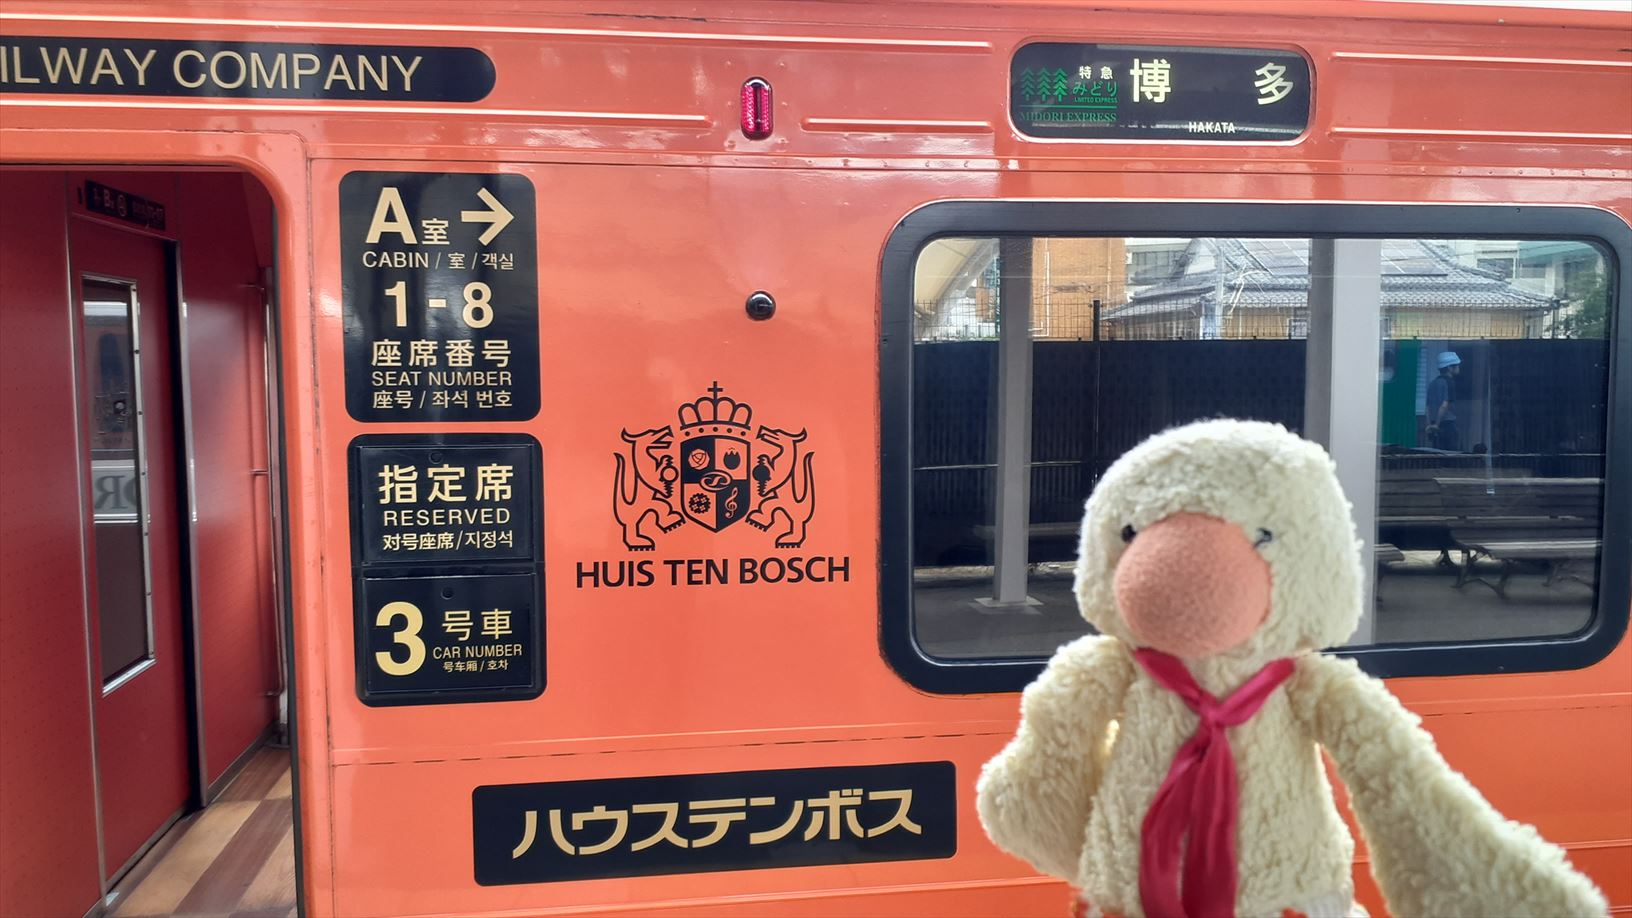 ILWAY COMPANY
特急
みどり
LIMITED EXPRESS
MIDORI EXPRESS
博多
HAKATA
A室→
CABIN / 室 / 객실
1-8
座席番号
SEAT NUMBER
座号 / 좌석 번호
指定席
RESERVED
对号座席/지정석
3号車
CAR NUMBER
号车厢 / 호차
HUIS TEN BOSCH
ハウステンボス